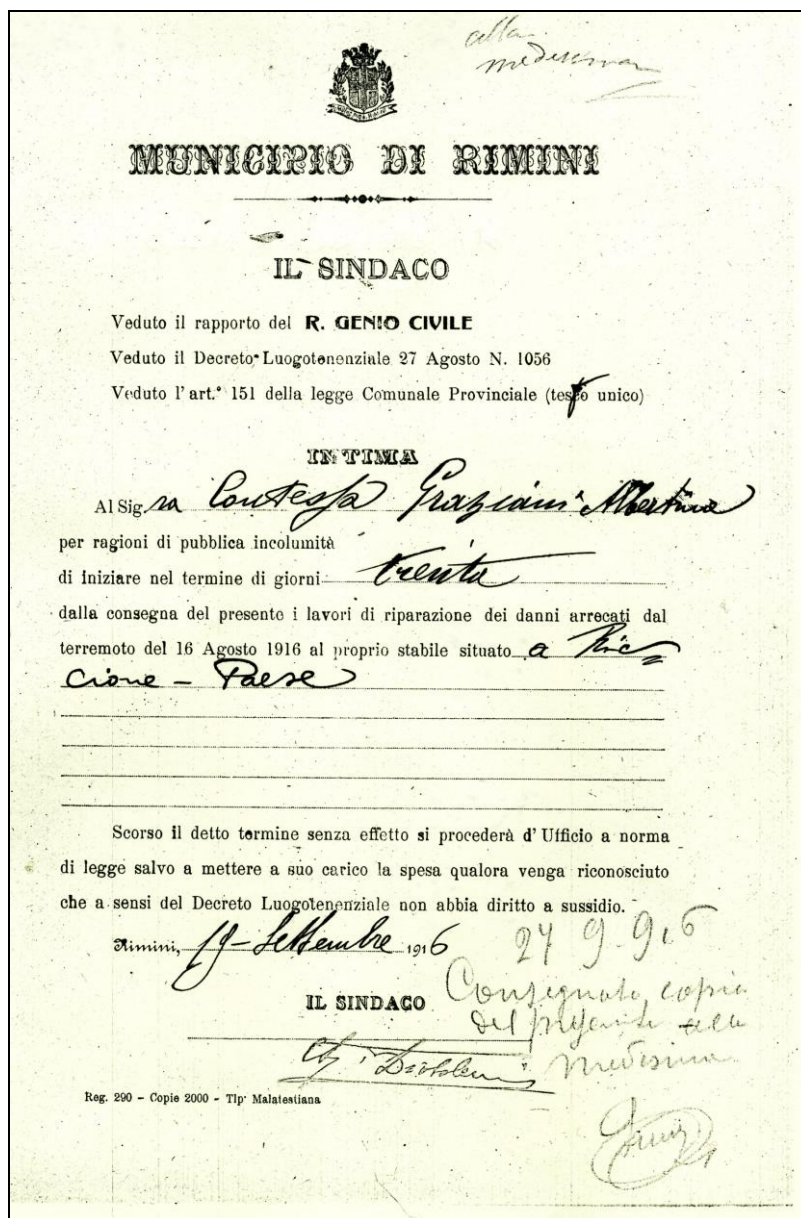 alla
medesima
MUNICIPIO DI RIMINI
IL SINDACO
Veduto il rapporto del R. GENIO CIVILE
Veduto il Decreto Luogotenenziale 27 Agosto N. 1056
Veduto l'art.° 151 della legge Comunale Provinciale (testo unico)
INTIMA
Al Sig.ra Contessa Graziani Albertina
per ragioni di pubblica incolumità
di iniziare nel termine di giorni trenta
dalla consegna del presente i lavori di riparazione dei danni arrecati dal
terremoto del 16 Agosto 1916 al proprio stabile situato a Ric=
cione - Paese
Scorso il detto termine senza effetto si procederà d'Ufficio a norma
di legge salvo a mettere a suo carico la spesa qualora venga riconosciuto
che a sensi del Decreto Luogotenenziale non abbia diritto a sussidio.
Rimini, 19 - Settembre 1916
27 9 - 916
Consegnata copia
del presente alla
medesima
IL SINDACO
Reg. 290 - Copie 2000 - Tip. Malatestiana